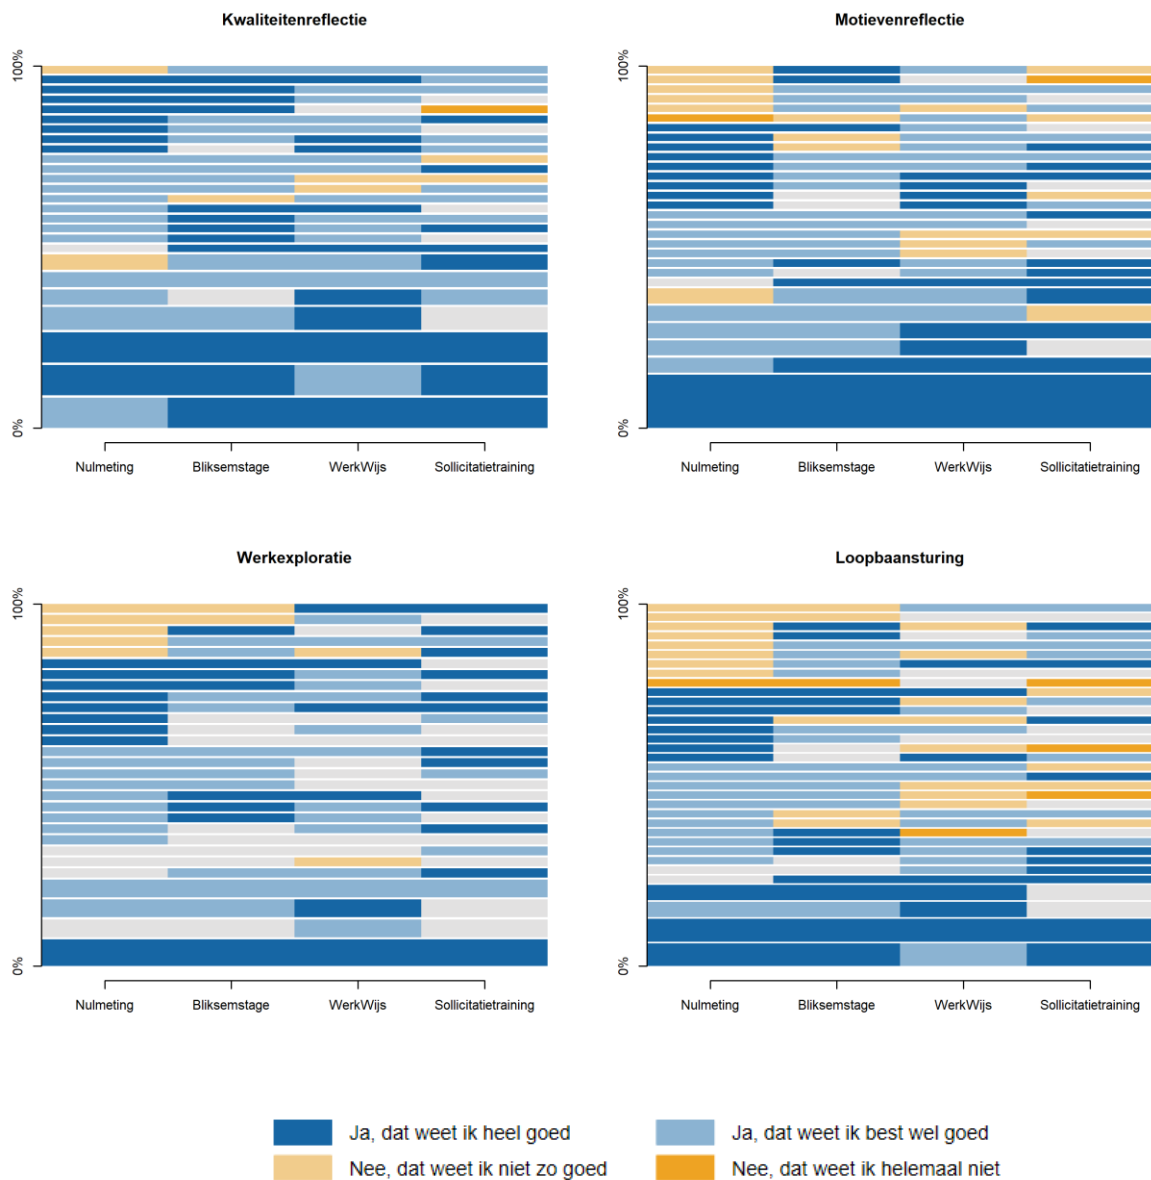 Kwaliteitenreflectie
100%
0%
Nulmeting Bliksemstage WerkWijs Sollicitatietraining
Motievenreflectie
100%
0%
Nulmeting Bliksemstage WerkWijs Sollicitatietraining
Werkexploratie
100%
0%
Nulmeting Bliksemstage WerkWijs Sollicitatietraining
Loopbaansturing
100%
0%
Nulmeting Bliksemstage WerkWijs Sollicitatietraining
Ja, dat weet ik heel goed
Ja, dat weet ik best wel goed
Nee, dat weet ik niet zo goed
Nee, dat weet ik helemaal niet